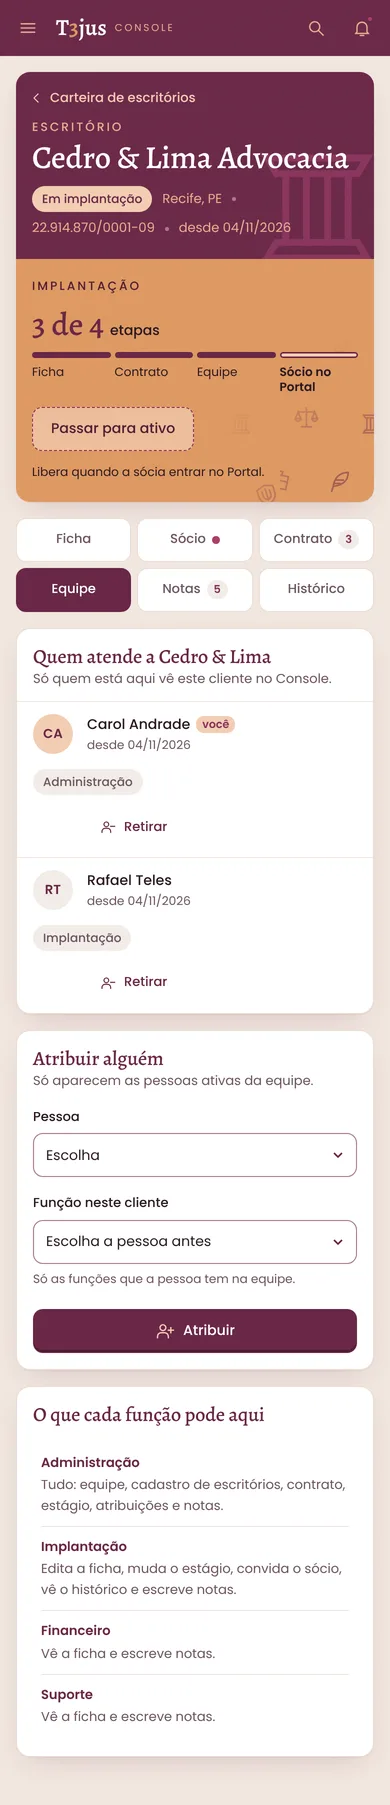 T3jus CONSOLE
Carteira de escritórios
ESCRITÓRIO
Cedro & Lima Advocacia
Em implantação Recife, PE •
22.914.870/0001-09 • desde 04/11/2026
IMPLANTAÇÃO
3 de 4 etapas
Ficha Contrato Equipe Sócio no
Portal
Passar para ativo
Libera quando a sócia entrar no Portal.
Ficha Sócio Contrato 3
Equipe Notas 5 Histórico
Quem atende a Cedro & Lima
Só quem está aqui vê este cliente no Console.
CA Carol Andrade você
desde 04/11/2026
Administração
Retirar
RT Rafael Teles
desde 04/11/2026
Implantação
Retirar
Atribuir alguém
Só aparecem as pessoas ativas da equipe.
Pessoa
Escolha
Função neste cliente
Escolha a pessoa antes
Só as funções que a pessoa tem na equipe.
Atribuir
O que cada função pode aqui
Administração
Tudo: equipe, cadastro de escritórios, contrato,
estágio, atribuições e notas.
Implantação
Edita a ficha, muda o estágio, convida o sócio,
vê o histórico e escreve notas.
Financeiro
Vê a ficha e escreve notas.
Suporte
Vê a ficha e escreve notas.